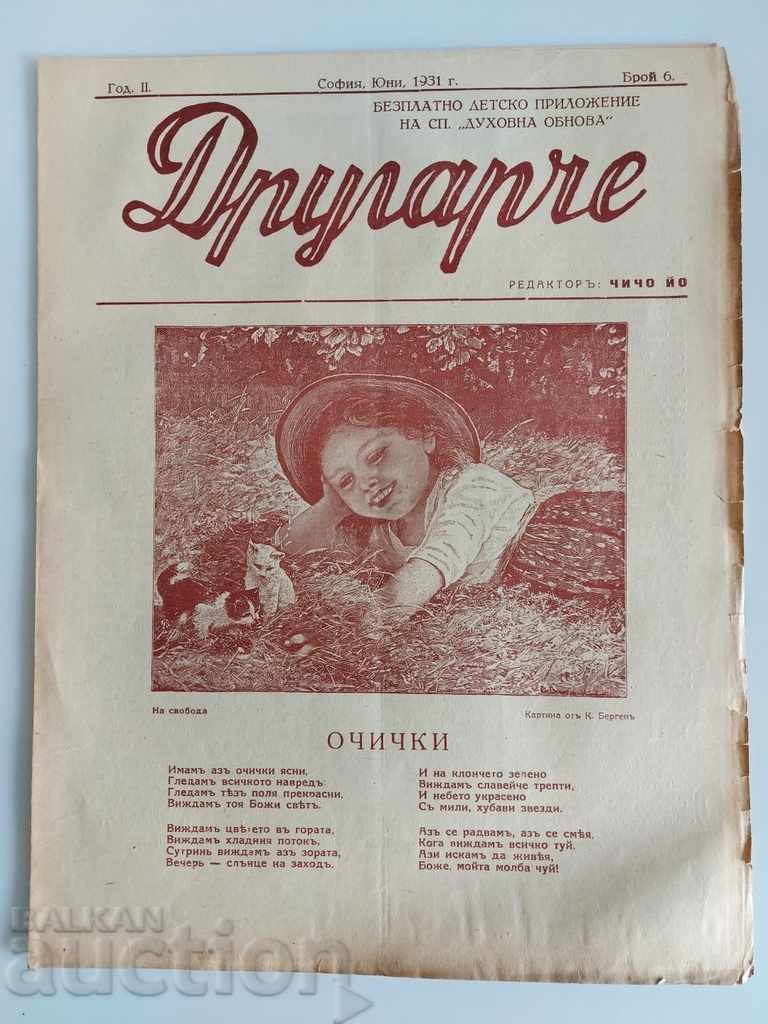 Год. II.
София, Юни, 1931 г.
Брой 6.
БЕЗПЛАТНО ДЕТСКО ПРИЛОЖЕНИЕ
НА СП. „ДУХОВНА ОБНОВА“
Другарче
РЕДАКТОРЪ: ЧИЧО ЙО
На свобода
Картина отъ К. Бергенъ
ОЧИЧКИ
Имамъ азъ очички ясни,
Гледамъ всичкото навредъ:
Гледамъ тѣзъ поля прекрасни,
Виждамъ тоя Божи свѣтъ.
Виждамъ цвѣтето въ гората,
Виждамъ хладния потокъ,
Сутринь виждамъ азъ зората,
Вечерь — слънце на заходъ.
И на клончето зелено
Виждамъ славейче трепти,
И небето украсено
Съ мили, хубави звезди.
Азъ се радвамъ, азъ се смѣя,
Кога виждамъ всичко туй,
Ази искамъ да живѣя,
Боже, мойта молба чуй!
BALKAN
auction